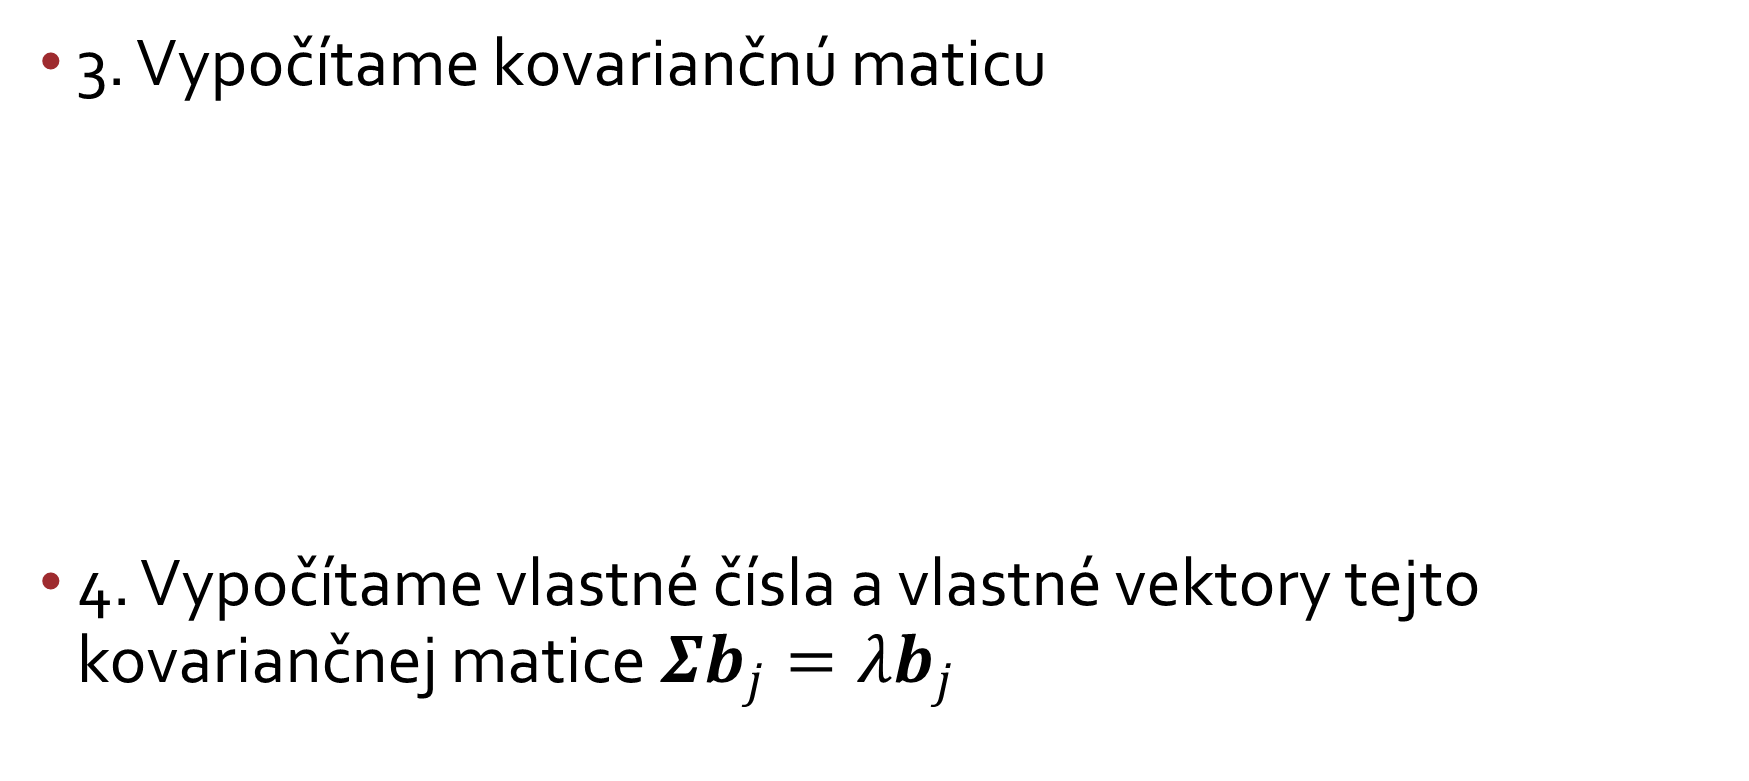 • 3. Vypočítame kovariančnú maticu
• 4. Vypočítame vlastné čísla a vlastné vektory tejto
kovariančnej matice 𝜮𝒃ⱼ = 𝜆𝒃ⱼ